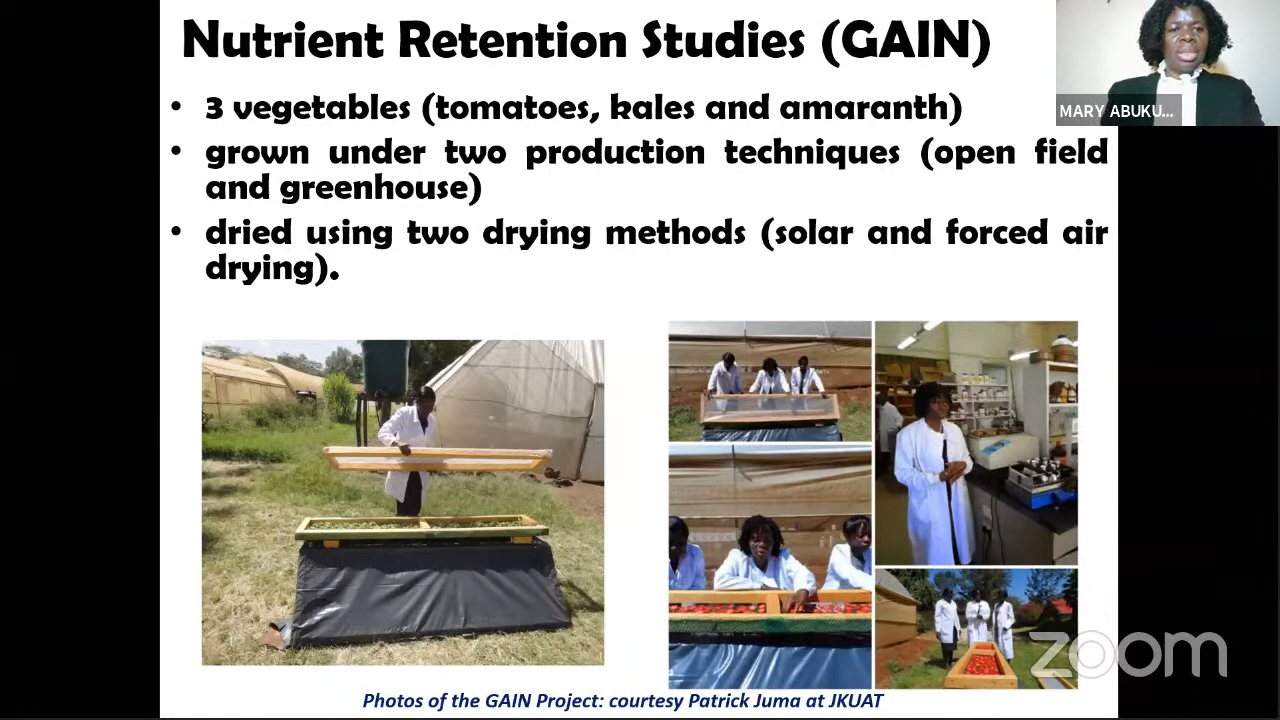 Nutrient Retention Studies (GAIN)
MARY ABUKU...
• 3 vegetables (tomatoes, kales and amaranth)
• grown under two production techniques (open field
and greenhouse)
• dried using two drying methods (solar and forced air
drying).
zoom
Photos of the GAIN Project: courtesy Patrick Juma at JKUAT